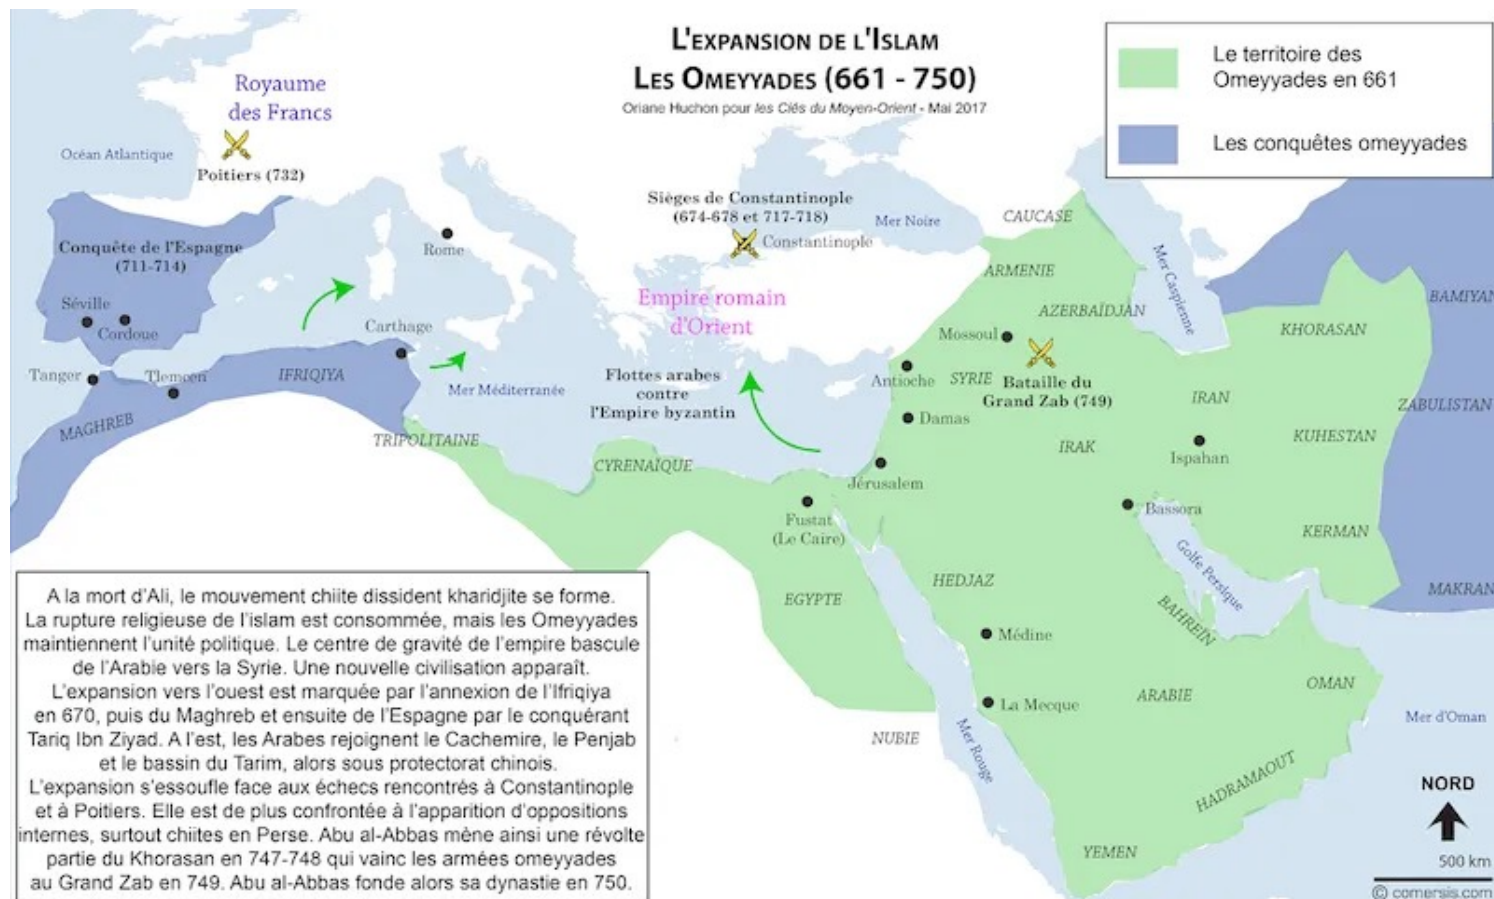 L'EXPANSION DE L'ISLAM
LES OMEYYADES (661 - 750)
Oriane Huchon pour les Clés du Moyen-Orient - Mai 2017
Le territoire des
Omeyyades en 661
Les conquêtes omeyyades
Royaume
des Francs
Océan Atlantique
Poitiers (732)
Sièges de Constantinople
(674-678 et 717-718)
Mer Noire
CAUCASE
Constantinople
Rome
Conquête de l'Espagne
(711-714)
Mer Caspienne
ARMENIE
Empire romain
d'Orient
BAMIYAN
Séville
Cordoue
AZERBAÏDJAN
Carthage
KHORASAN
Mossoul
Tanger
Tlemcen
IFRIQIYA
Mer Méditerranée
Flottes arabes
contre
l'Empire byzantin
Antioche
SYRIE
Bataille du
Grand Zab (749)
IRAN
ZABULISTAN
MAGHREB
TRIPOLITAINE
Damas
KUHESTAN
CYRENAÏQUE
IRAK
Ispahan
Jérusalem
Bassora
Fustat
(Le Caire)
KERMAN
Golfe Persique
HEDJAZ
EGYPTE
MAKRAN
BAHREÏN
Médine
La Mecque
ARABIE
OMAN
Mer d'Oman
NUBIE
Mer Rouge
HADRAMAOUT
YEMEN
A la mort d'Ali, le mouvement chiite dissident kharidjite se forme.
La rupture religieuse de l'islam est consommée, mais les Omeyyades
maintiennent l'unité politique. Le centre de gravité de l'empire bascule
de l'Arabie vers la Syrie. Une nouvelle civilisation apparaît.
L'expansion vers l'ouest est marquée par l'annexion de l'Ifriqiya
en 670, puis du Maghreb et ensuite de l'Espagne par le conquérant
Tariq Ibn Ziyad. A l'est, les Arabes rejoignent le Cachemire, le Penjab
et le bassin du Tarim, alors sous protectorat chinois.
L'expansion s'essoufle face aux échecs rencontrés à Constantinople
et à Poitiers. Elle est de plus confrontée à l'apparition d'oppositions
internes, surtout chiites en Perse. Abu al-Abbas mène ainsi une révolte
partie du Khorasan en 747-748 qui vainc les armées omeyyades
au Grand Zab en 749. Abu al-Abbas fonde alors sa dynastie en 750.
NORD
500 km
© comersis.com